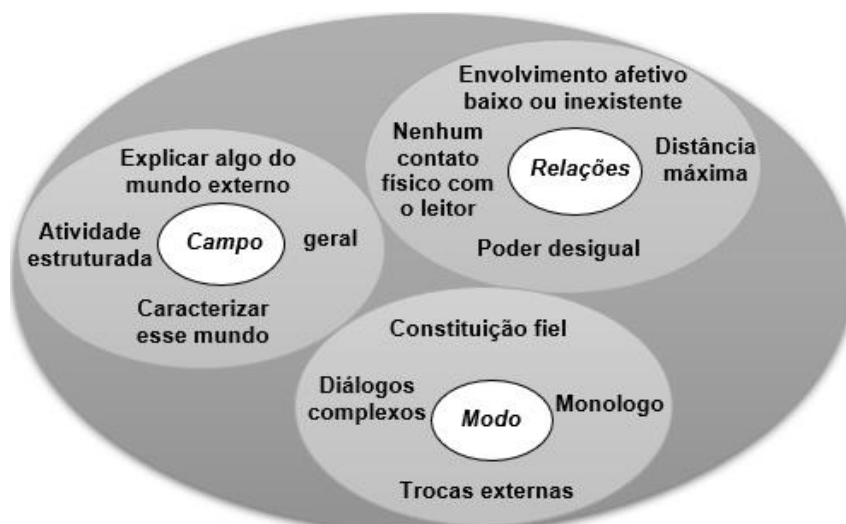 Envolvimento afetivo
baixo ou inexistente
Nenhum
contato
físico com
o leitor
Relações
Distância
máxima
Poder desigual
Explicar algo do
mundo externo
Atividade
estruturada
Campo
geral
Caracterizar
esse mundo
Constituição fiel
Diálogos
complexos
Modo
Monologo
Trocas externas